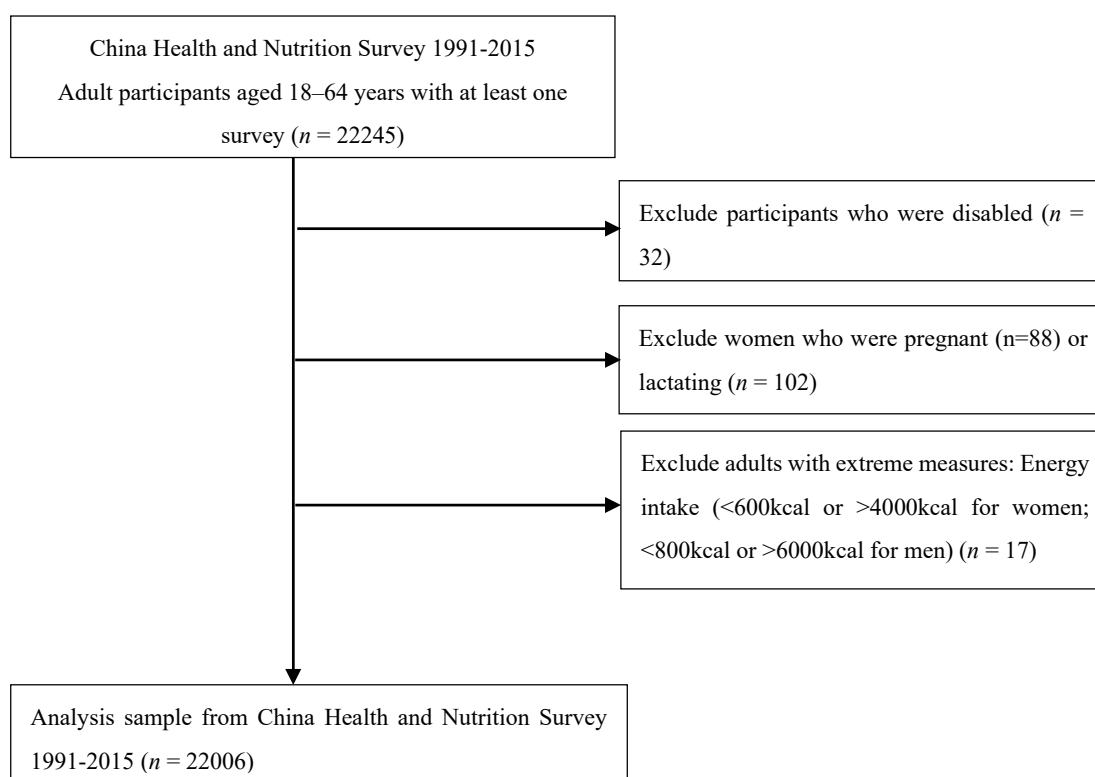 China Health and Nutrition Survey 1991-2015
Adult participants aged 18–64 years with at least one
survey (n = 22245)
Exclude participants who were disabled (n =
32)
Exclude women who were pregnant (n=88) or
lactating (n = 102)
Exclude adults with extreme measures: Energy
intake (<600kcal or >4000kcal for women;
<800kcal or >6000kcal for men) (n = 17)
Analysis sample from China Health and Nutrition Survey
1991-2015 (n = 22006)